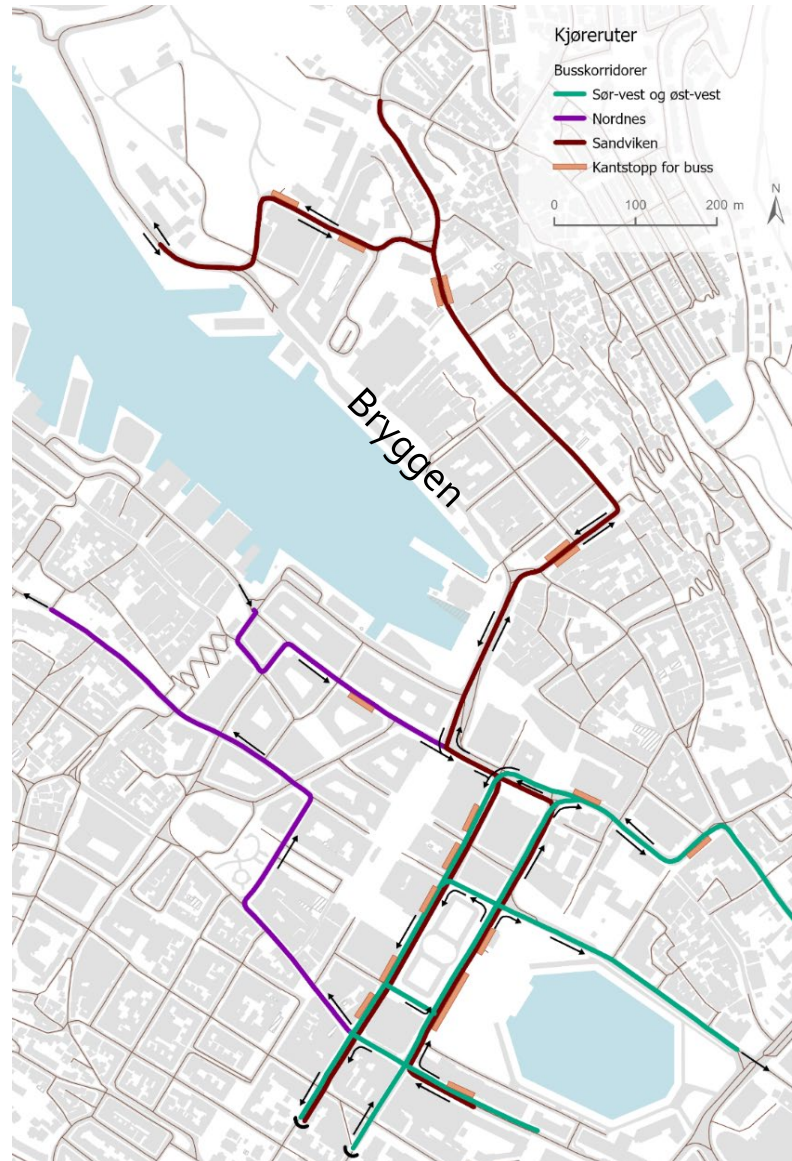 Kjøreruter
Busskorridorer
Sør-vest og øst-vest
Nordnes
Sandviken
Kantstopp for buss
0 100 200 m
N
Bryggen